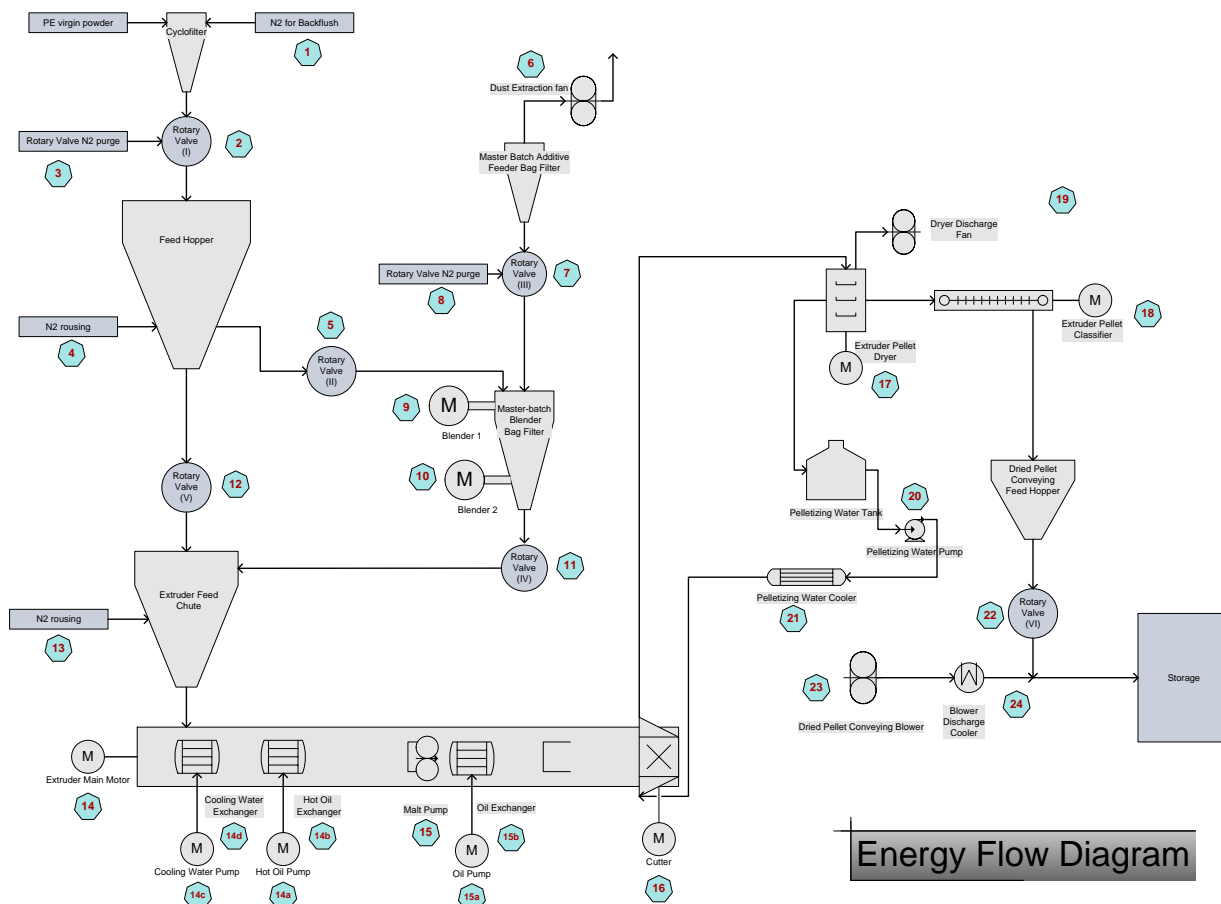 PE virgin powder
Cyclofilter
N2 for Backflush
1
6
Dust Extraction fan
Rotary
Valve
(I)
2
Rotary Valve N2 purge
3
Master Batch Additive
Feeder Bag Filter
19
Feed Hopper
Dryer Discharge
Fan
Rotary Valve N2 purge
8
Rotary
Valve
(III)
7
N2 rousing
4
5
Rotary
Valve
(II)
M
Extruder Pellet
Classifier
18
Extruder Pellet
Dryer
M
17
9
M
Blender 1
Master-batch
Blender
Bag Filter
10
M
Blender 2
Rotary
Valve
(V)
12
Dried Pellet
Conveying
Feed Hopper
Pelletizing Water Tank
20
Pelletizing Water Pump
Rotary
Valve
(IV)
11
Extruder Feed
Chute
N2 rousing
13
Pelletizing Water Cooler
21
Rotary
Valve
(VI)
22
23
Dried Pellet Conveying Blower
Blower
Discharge
Cooler
24
Storage
M
Extruder Main Motor
14
Cooling Water
Exchanger
14d
Hot Oil
Exchanger
14b
Malt Pump
15
Oil Exchanger
15b
M
Cooling Water Pump
14c
M
Hot Oil Pump
14a
M
Oil Pump
15a
M
Cutter
16
Energy Flow Diagram